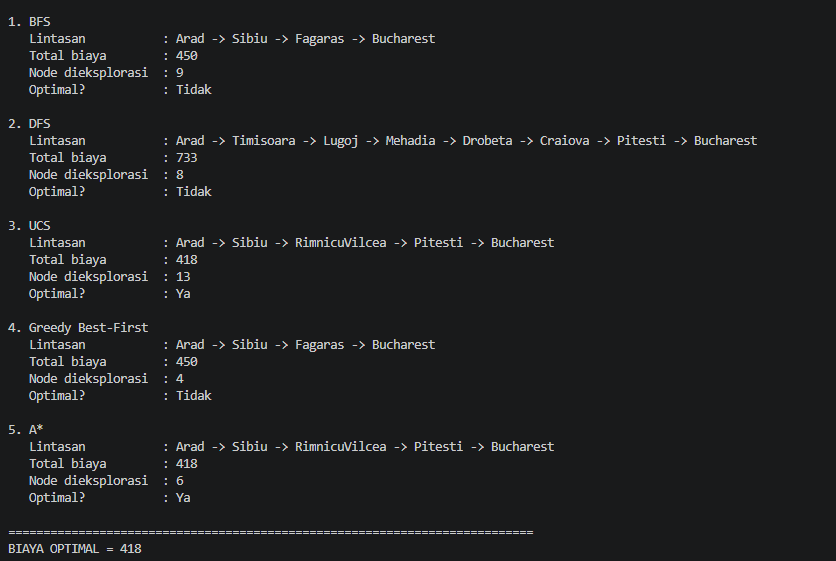 1. BFS
Lintasan : Arad -> Sibiu -> Fagaras -> Bucharest
Total biaya : 450
Node dieksplorasi : 9
Optimal? : Tidak
2. DFS
Lintasan : Arad -> Timisoara -> Lugoj -> Mehadia -> Drobeta -> Craiova -> Pitesti -> Bucharest
Total biaya : 733
Node dieksplorasi : 8
Optimal? : Tidak
3. UCS
Lintasan : Arad -> Sibiu -> RimnicuVilcea -> Pitesti -> Bucharest
Total biaya : 418
Node dieksplorasi : 13
Optimal? : Ya
4. Greedy Best-First
Lintasan : Arad -> Sibiu -> Fagaras -> Bucharest
Total biaya : 450
Node dieksplorasi : 4
Optimal? : Tidak
5. A*
Lintasan : Arad -> Sibiu -> RimnicuVilcea -> Pitesti -> Bucharest
Total biaya : 418
Node dieksplorasi : 6
Optimal? : Ya
===========================================================================
BIAYA OPTIMAL = 418